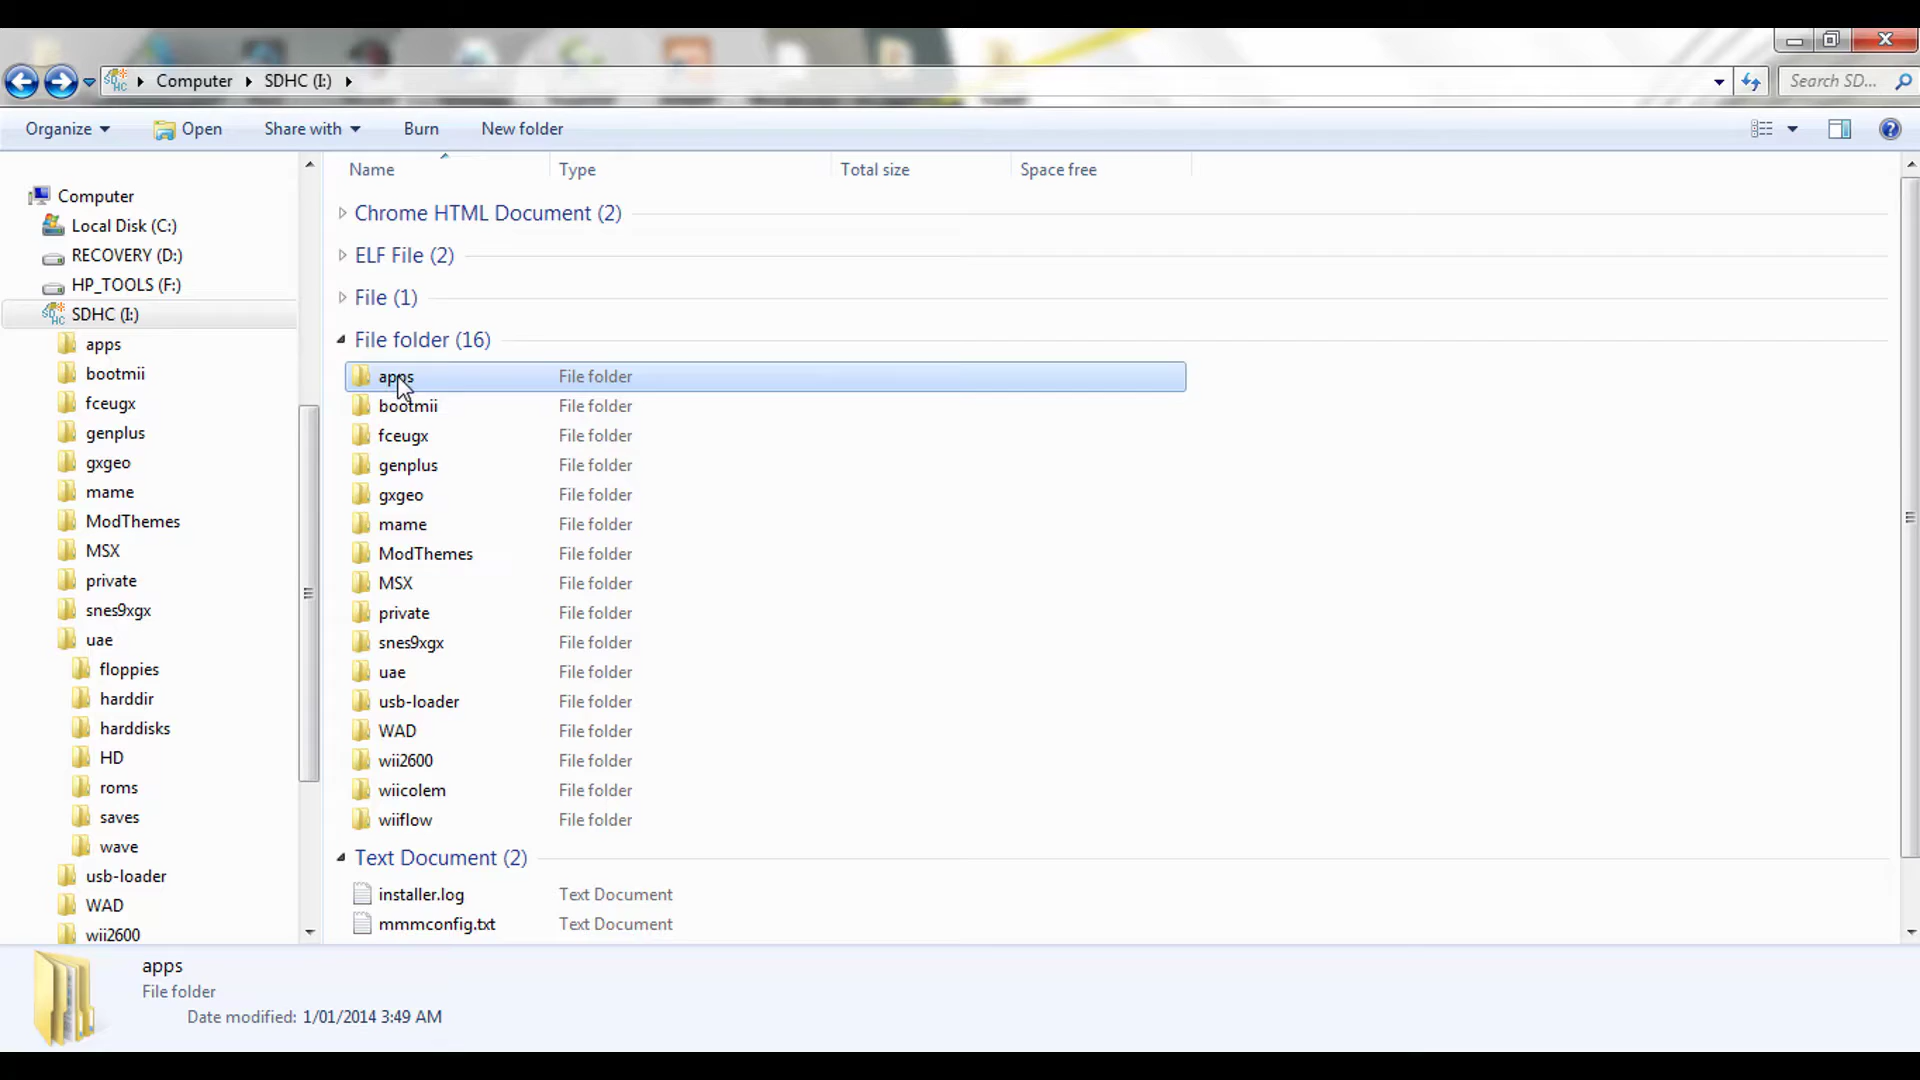 Computer
SDHC (I:)
Search SD...
Organize
Open
Share with
Burn
New folder
Computer
Local Disk (C:)
RECOVERY (D:)
HP_TOOLS (F:)
SDHC (I:)
apps
bootmii
fceugx
genplus
gxgeo
mame
ModThemes
MSX
private
snes9xgx
uae
floppies
harddir
harddisks
HD
roms
saves
wave
usb-loader
WAD
wii2600
Name Type Total size Space free
Chrome HTML Document (2)
ELF File (2)
File (1)
File folder (16)
apps File folder
bootmii File folder
fceugx File folder
genplus File folder
gxgeo File folder
mame File folder
ModThemes File folder
MSX File folder
private File folder
snes9xgx File folder
uae File folder
usb-loader File folder
WAD File folder
wii2600 File folder
wiicolem File folder
wiiflow File folder
Text Document (2)
installer.log Text Document
mmmconfig.txt Text Document
apps
File folder
Date modified: 1/01/2014 3:49 AM